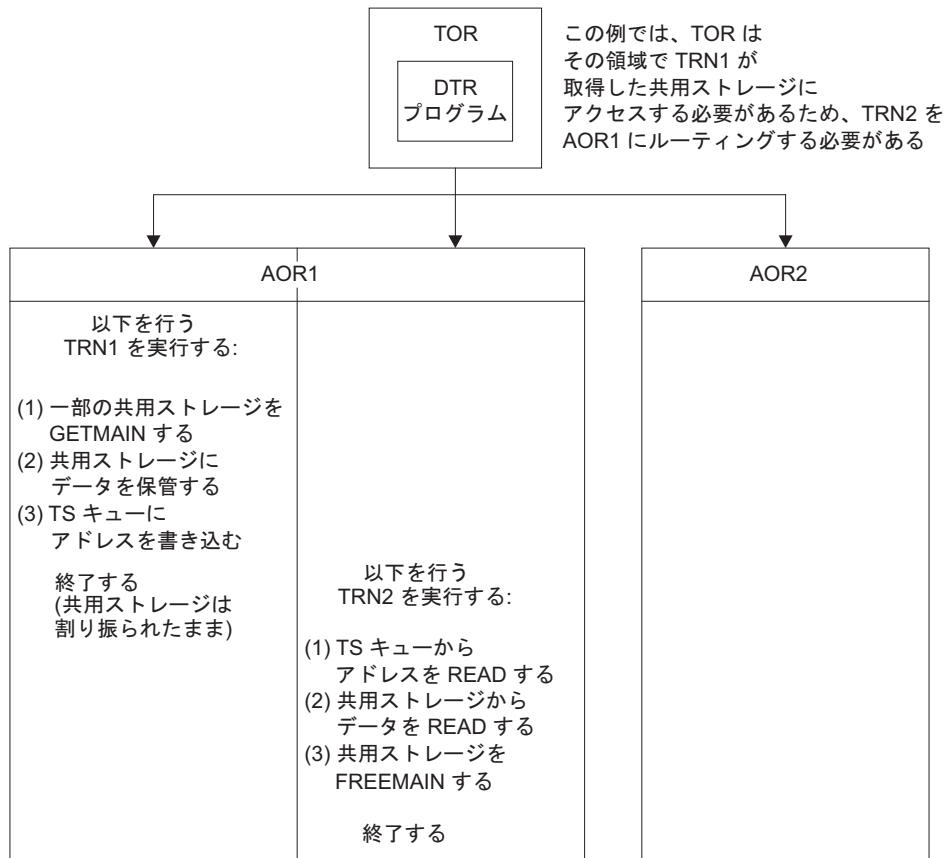 TOR
DTR
プログラム
この例では、TOR は
その領域で TRN1 が
取得した共用ストレージに
アクセスする必要があるため、TRN2 を
AOR1 にルーティングする必要がある
AOR1
以下を行う
TRN1 を実行する:
(1) 一部の共用ストレージを
GETMAIN する
(2) 共用ストレージに
データを保管する
(3) TS キューに
アドレスを書き込む
終了する
(共用ストレージは
割り振られたまま)
以下を行う
TRN2 を実行する:
(1) TS キューから
アドレスを READ する
(2) 共用ストレージから
データを READ する
(3) 共用ストレージを
FREEMAIN する
終了する
AOR2